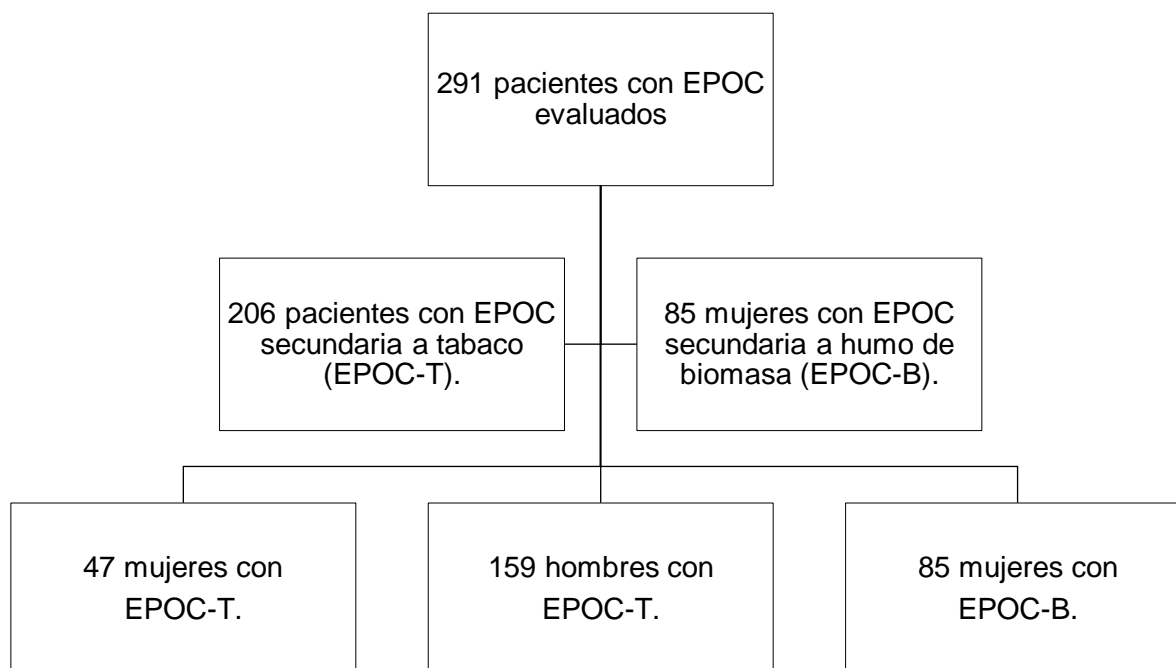 291 pacientes con EPOC
evaluados
206 pacientes con EPOC
secundaria a tabaco
(EPOC-T).
85 mujeres con EPOC
secundaria a humo de
biomasa (EPOC-B).
47 mujeres con
EPOC-T.
159 hombres con
EPOC-T.
85 mujeres con
EPOC-B.